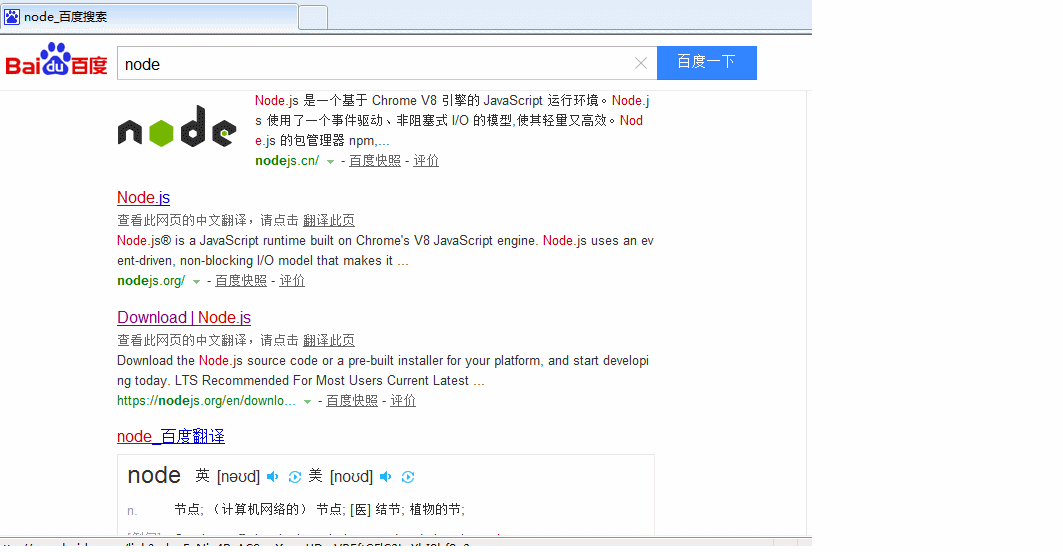 node_百度搜索
Bai du 百度
node
百度一下
node
Node.js 是一个基于 Chrome V8 引擎的 JavaScript 运行环境。Node.j
s 使用了一个事件驱动、非阻塞式 I/O 的模型,使其轻量又高效。Nod
e.js 的包管理器 npm,...
nodejs.cn/ - 百度快照 - 评价
Node.js
查看此网页的中文翻译，请点击 翻译此页
Node.js® is a JavaScript runtime built on Chrome's V8 JavaScript engine. Node.js uses an ev
ent-driven, non-blocking I/O model that makes it ...
nodejs.org/ - 百度快照 - 评价
Download | Node.js
查看此网页的中文翻译，请点击 翻译此页
Download the Node.js source code or a pre-built installer for your platform, and start developi
ng today. LTS Recommended For Most Users Current Latest ...
https://nodejs.org/en/downlo... - 百度快照 - 评价
node_百度翻译
node 英 [nəʊd] 美 [noʊd]
n. 节点; （计算机网络的） 节点; [医] 结节; 植物的节;